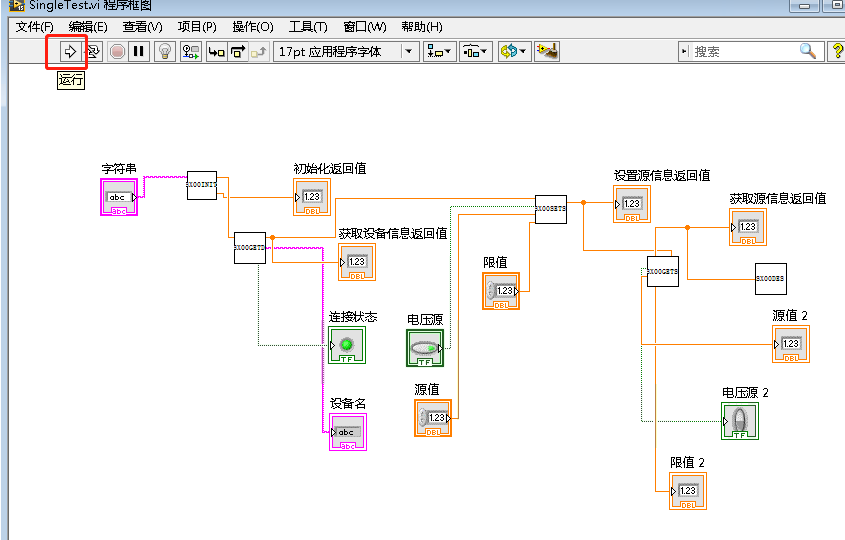 SingleTest.vi 程序框图
文件(F) 编辑(E) 查看(V) 项目(P) 操作(O) 工具(T) 窗口(W) 帮助(H)
17pt 应用程序字体
搜索
?
运行
字符串
abc
abc
SX00INIT
初始化返回值
1.23
DBL
SX00GETD
获取设备信息返回值
1.23
DBL
连接状态
TF
设备名
abc
abc
电压源
TF
源值
1.23
DBL
限值
1.23
DBL
SX00SETS
设置源信息返回值
1.23
DBL
SX00GETS
获取源信息返回值
1.23
DBL
SX00DES
源值 2
1.23
DBL
电压源 2
TF
限值 2
1.23
DBL